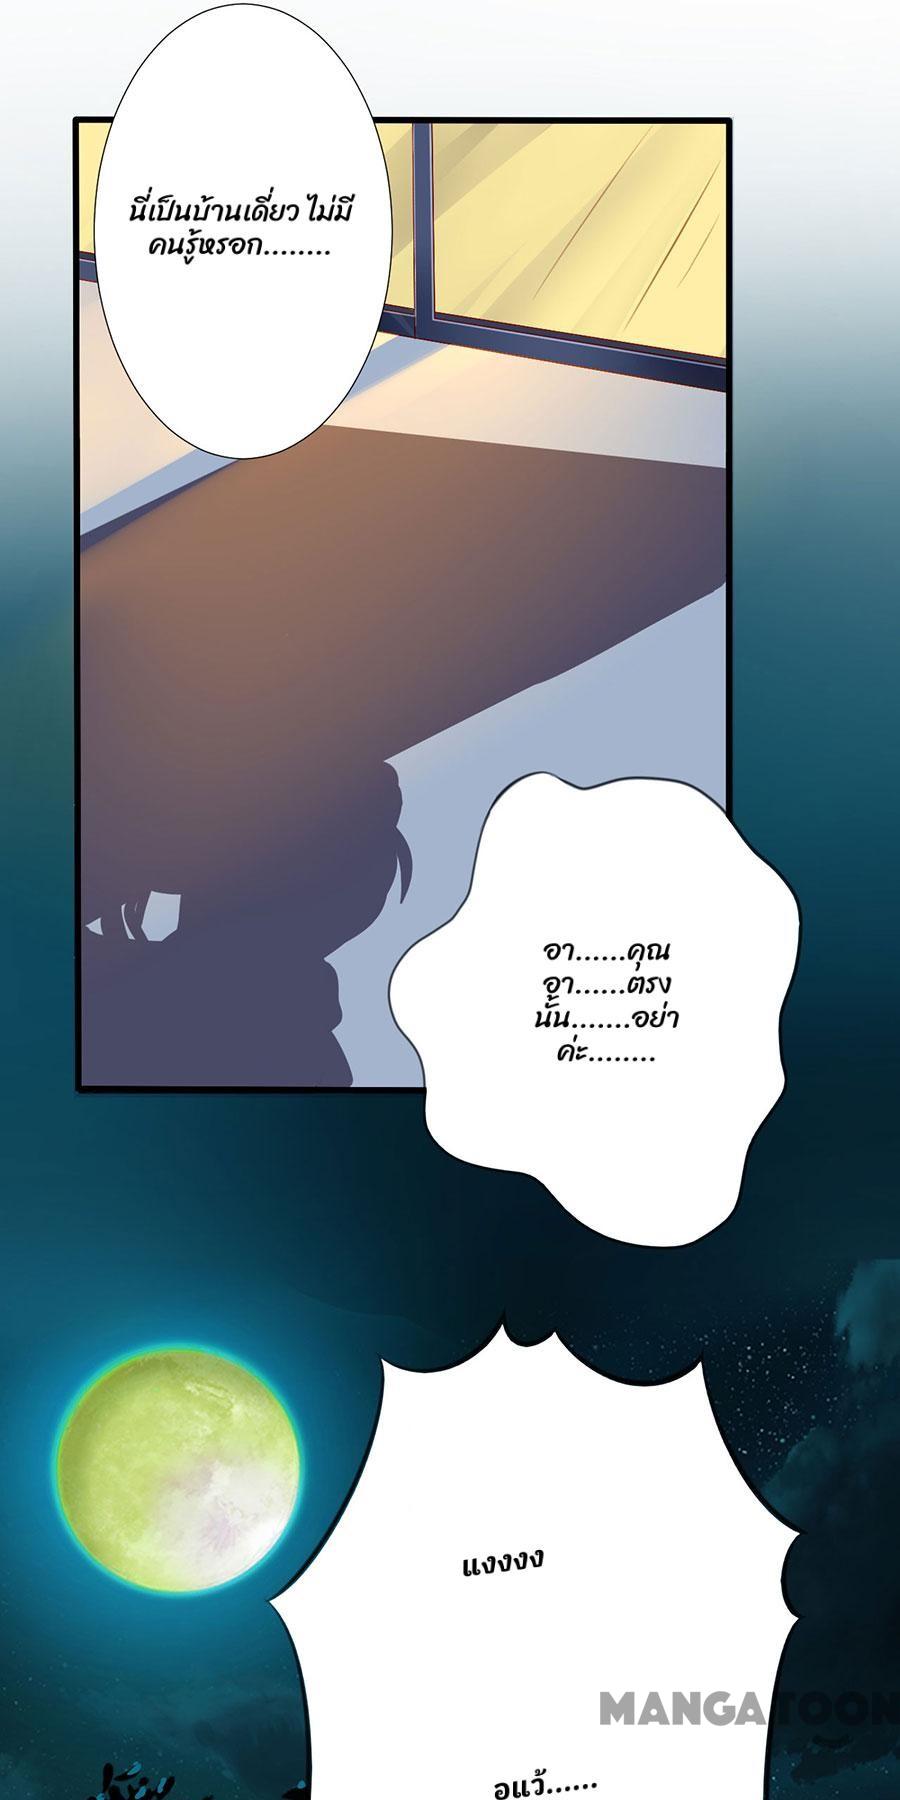 นี่เป็นบ้านเดี่ยว ไม่มี
คนรู้หรอก........
อา......คุณ
อา......ตรง
นั้น.......อย่า
ค่ะ........
แงงงง
MANGATOON
อแว้......